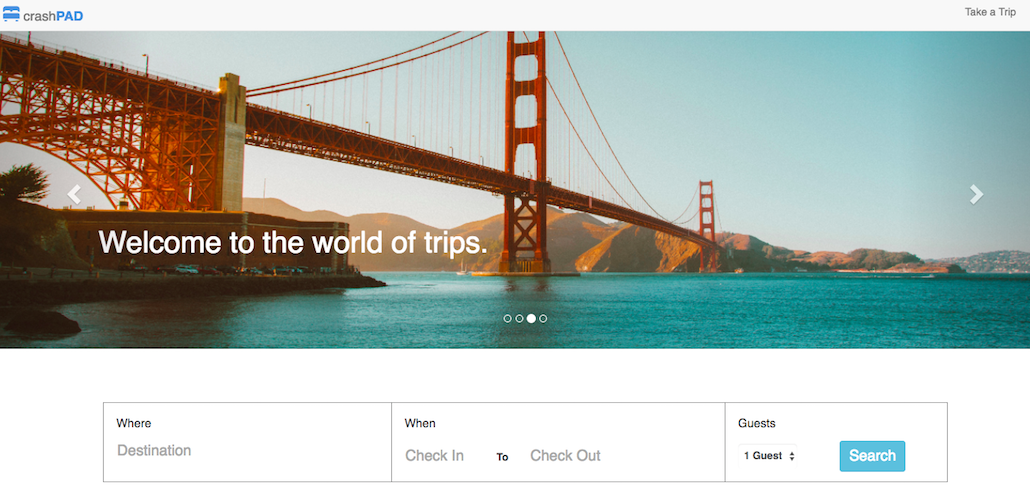 crashPAD
Take a Trip
Welcome to the world of trips.
Where
When
Guests
Destination
Check In To Check Out
1 Guest
Search